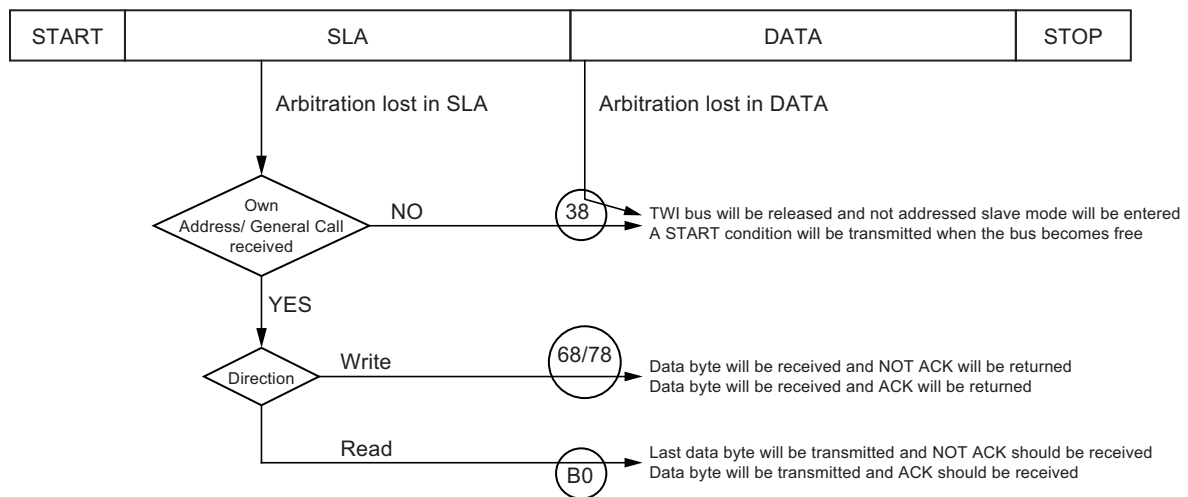 START
SLA
DATA
STOP
Arbitration lost in SLA
Arbitration lost in DATA
Own
Address/ General Call
received
NO
38
TWI bus will be released and not addressed slave mode will be entered
A START condition will be transmitted when the bus becomes free
YES
Direction
Write
68/78
Data byte will be received and NOT ACK will be returned
Data byte will be received and ACK will be returned
Read
B0
Last data byte will be transmitted and NOT ACK should be received
Data byte will be transmitted and ACK should be received